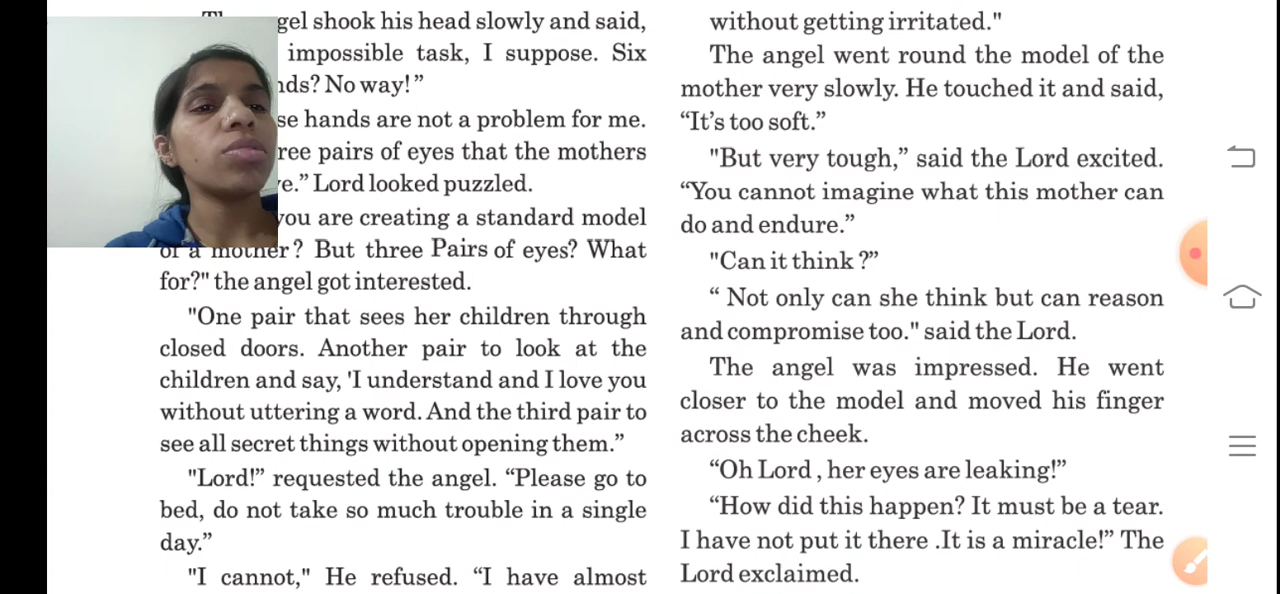 gel shook his head slowly and said,
impossible task, I suppose. Six
nds? No way!”
se hands are not a problem for me.
ree pairs of eyes that the mothers
e.” Lord looked puzzled.
you are creating a standard model
of a mother? But three Pairs of eyes? What
for?" the angel got interested.
"One pair that sees her children through
closed doors. Another pair to look at the
children and say, 'I understand and I love you
without uttering a word. And the third pair to
see all secret things without opening them.”
"Lord!” requested the angel. “Please go to
bed, do not take so much trouble in a single
day.”
"I cannot," He refused. “I have almost
without getting irritated."
The angel went round the model of the
mother very slowly. He touched it and said,
“It’s too soft.”
"But very tough,” said the Lord excited.
“You cannot imagine what this mother can
do and endure.”
"Can it think ?”
“ Not only can she think but can reason
and compromise too." said the Lord.
The angel was impressed. He went
closer to the model and moved his finger
across the cheek.
“Oh Lord , her eyes are leaking!”
“How did this happen? It must be a tear.
I have not put it there .It is a miracle!” The
Lord exclaimed.